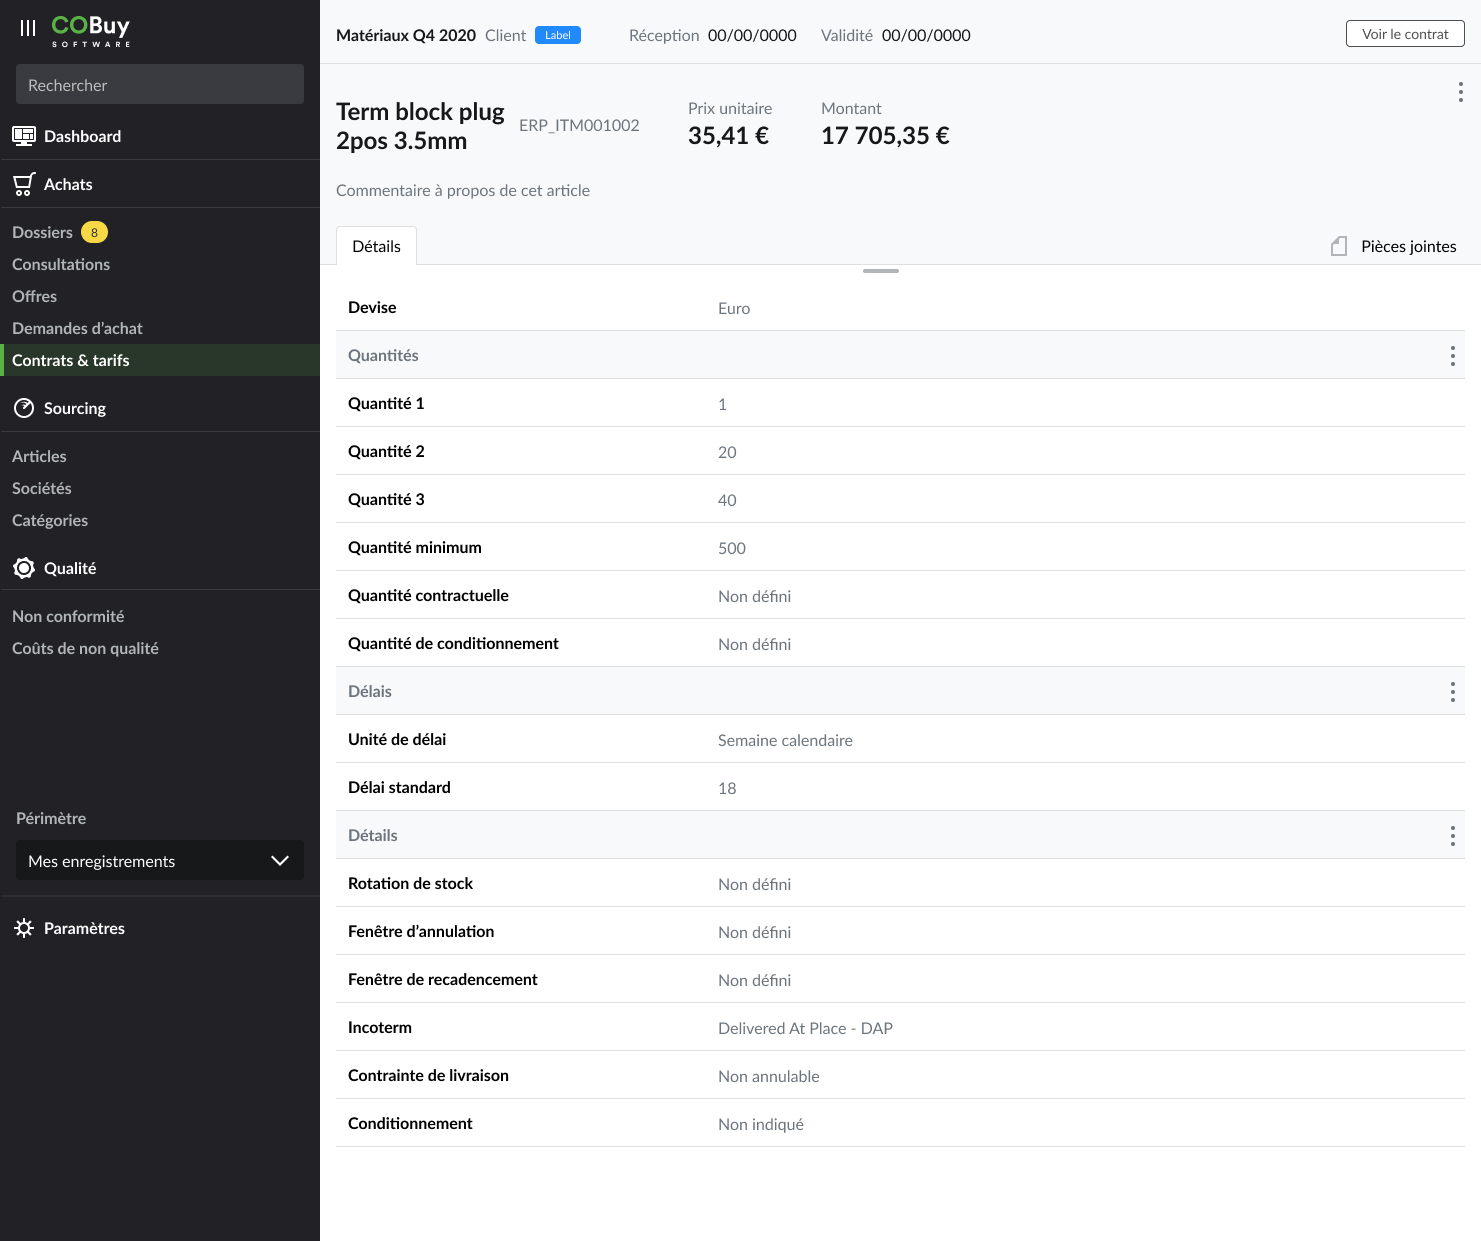 COBuy
SOFTWARE
Rechercher
Dashboard
Achats
Dossiers 8
Consultations
Offres
Demandes d’achat
Contrats & tarifs
Sourcing
Articles
Sociétés
Catégories
Qualité
Non conformité
Coûts de non qualité
Périmètre
Mes enregistrements
Paramètres
Matériaux Q4 2020 Client Label Réception 00/00/0000 Validité 00/00/0000 Voir le contrat
Term block plug
2pos 3.5mm
ERP_ITM001002
Prix unitaire
35,41 €
Montant
17 705,35 €
Commentaire à propos de cet article
Détails
Pièces jointes
Devise Euro
Quantités
Quantité 1 1
Quantité 2 20
Quantité 3 40
Quantité minimum 500
Quantité contractuelle Non défini
Quantité de conditionnement Non défini
Délais
Unité de délai Semaine calendaire
Délai standard 18
Détails
Rotation de stock Non défini
Fenêtre d’annulation Non défini
Fenêtre de recadencement Non défini
Incoterm Delivered At Place - DAP
Contrainte de livraison Non annulable
Conditionnement Non indiqué